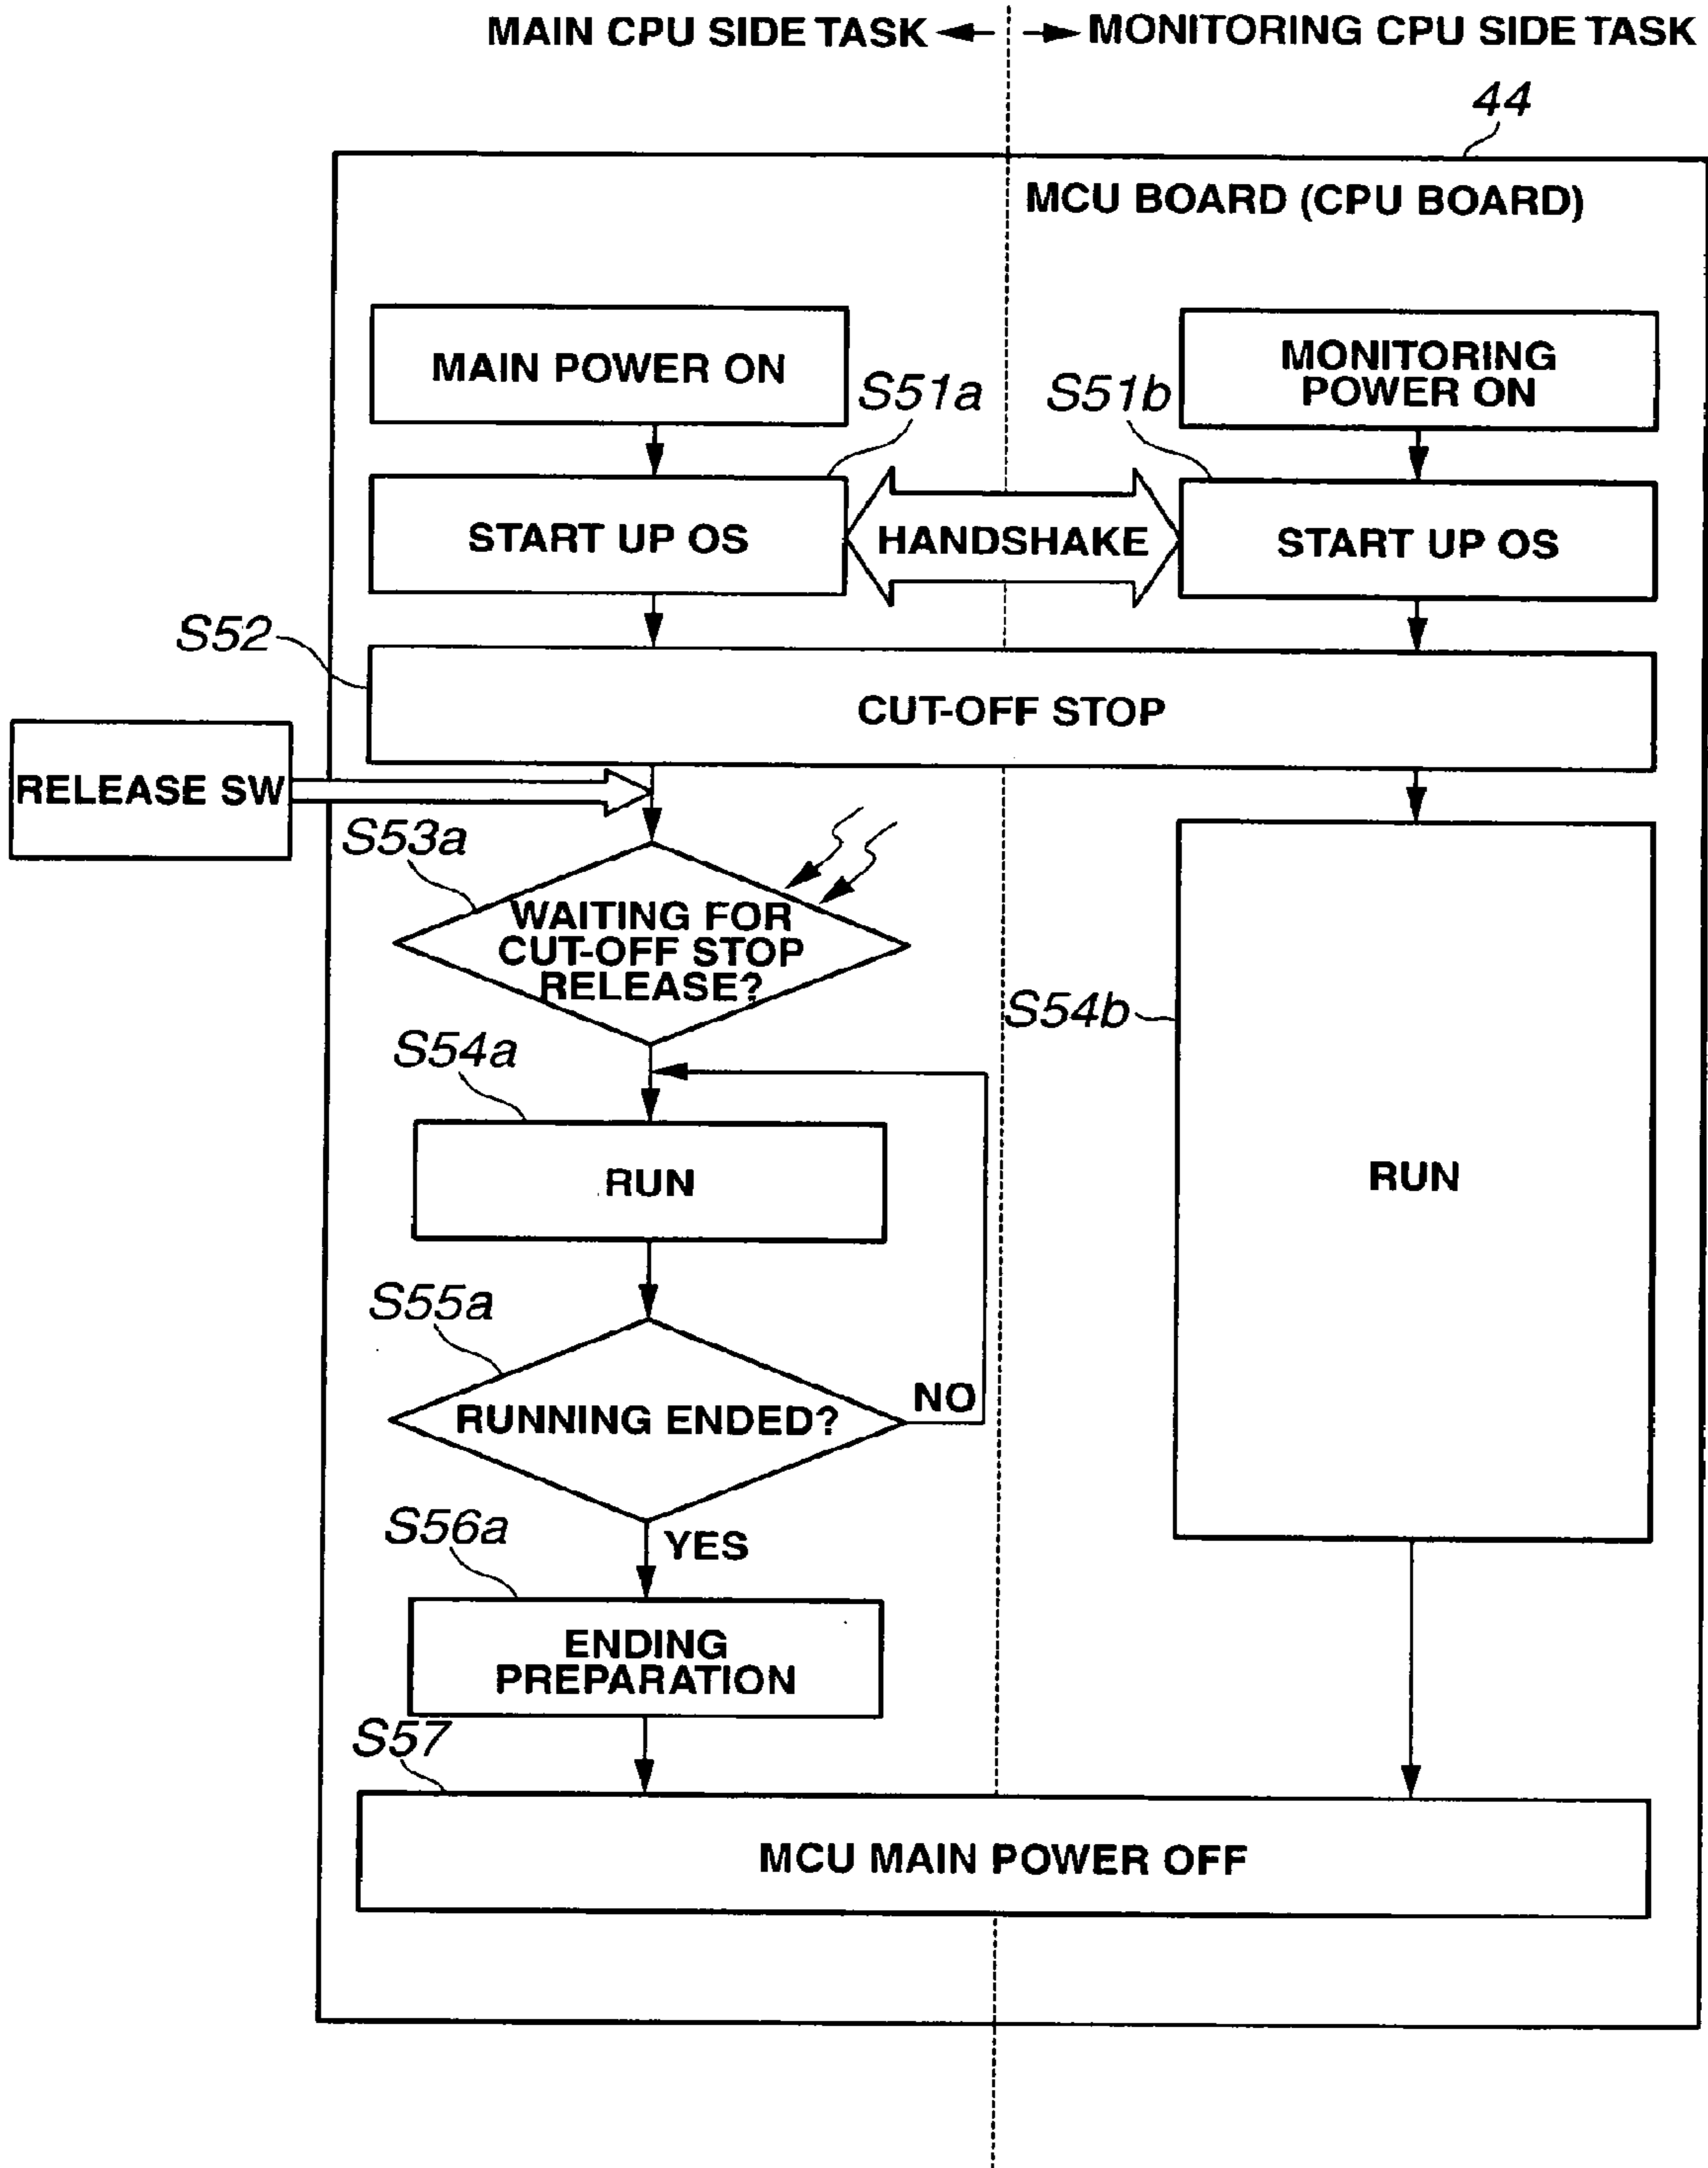 MAIN CPU SIDE TASK
MONITORING CPU SIDE TASK
44
MCU BOARD (CPU BOARD)
MAIN POWER ON
MONITORING
POWER ON
S51a
S51b
START UP OS
HANDSHAKE
START UP OS
S52
CUT-OFF STOP
RELEASE SW
S53a
WAITING FOR
CUT-OFF STOP
RELEASE?
S54a
S54b
RUN
RUN
S55a
RUNNING ENDED?
NO
YES
S56a
ENDING
PREPARATION
S57
MCU MAIN POWER OFF